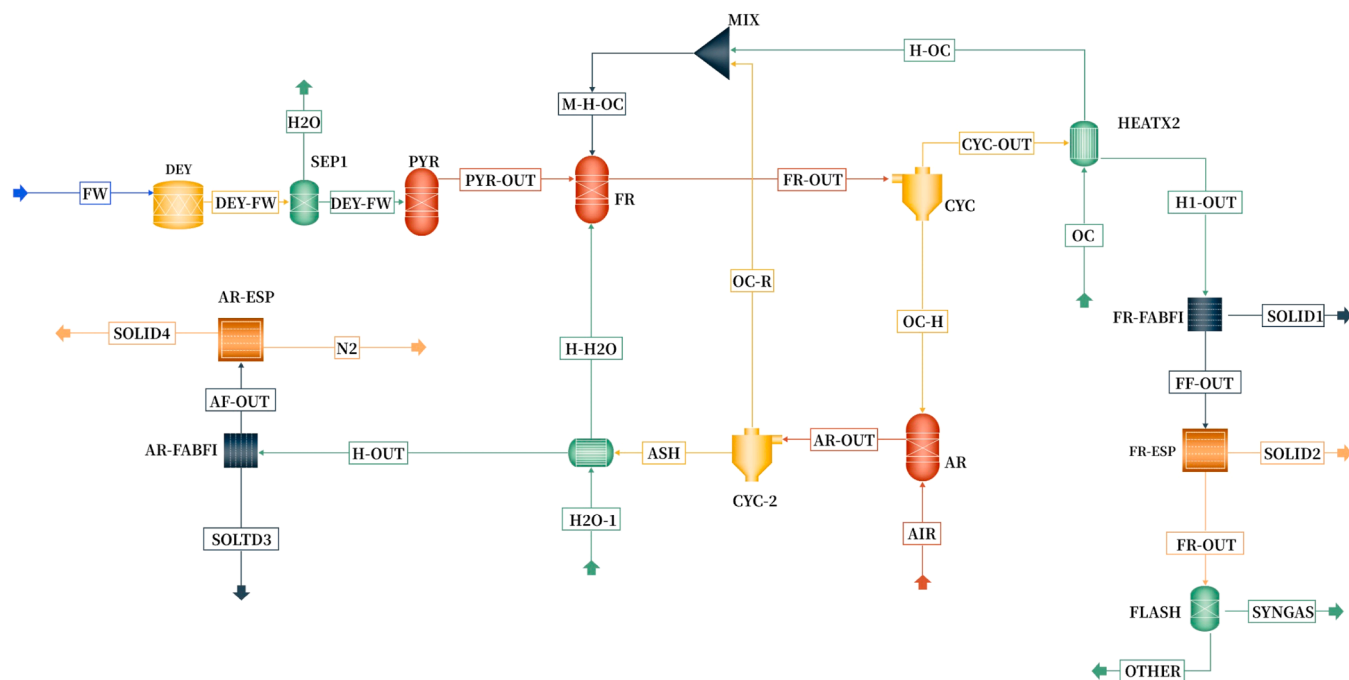 MIX
H-OC
M-H-OC
H2O
HEATX2
SEP1
CYC-OUT
DEY
PYR
PYR-OUT
FR-OUT
FW
DEY-FW
DEY-FW
FR
CYC
H1-OUT
OC
OC-R
AR-ESP
FR-FABFI
SOLID1
OC-H
SOLID4
N2
H-H2O
FF-OUT
AF-OUT
AR-FABFI
H-OUT
ASH
AR-OUT
AR
FR-ESP
SOLID2
CYC-2
H2O-1
SOLTD3
AIR
FR-OUT
FLASH
SYNGAS
OTHER